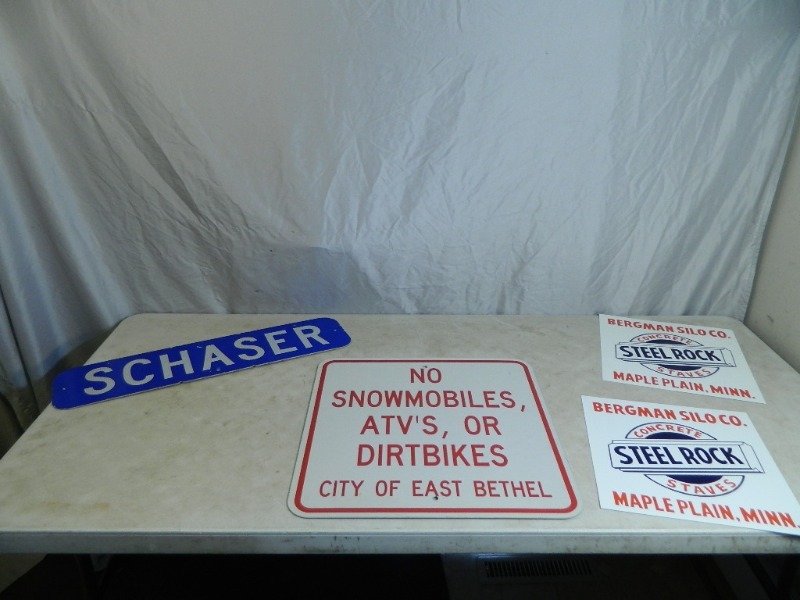 SCHASER
NO
SNOWMOBILES,
ATV'S, OR
DIRTBIKES
CITY OF EAST BETHEL
BERGMAN SILO CO.
CONCRETE
STEEL ROCK
STAVES
MAPLE PLAIN, MINN.
BERGMAN SILO CO.
CONCRETE
STEEL ROCK
STAVES
MAPLE PLAIN, MINN.